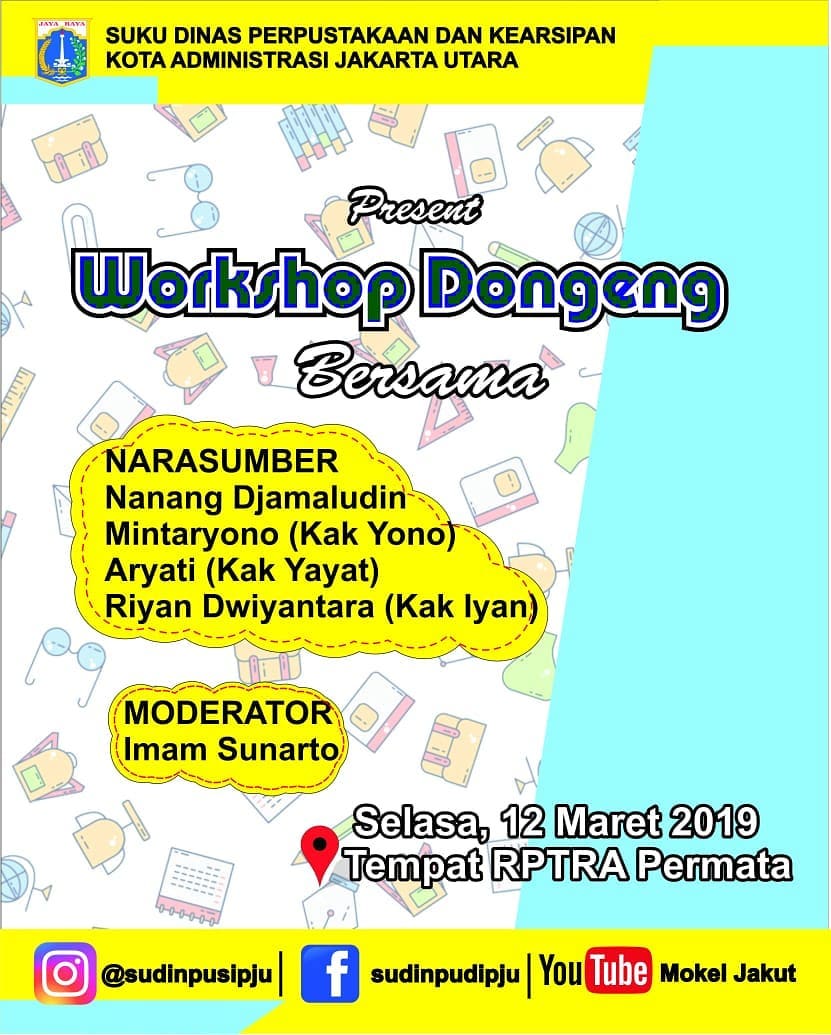 JAYA RAYA
SUKU DINAS PERPUSTAKAAN DAN KEARSIPAN
KOTA ADMINISTRASI JAKARTA UTARA
Present
Workshop Dongeng
Bersama
NARASUMBER
Nanang Djamaludin
Mintaryono (Kak Yono)
Aryati (Kak Yayat)
Riyan Dwiyantara (Kak Iyan)
MODERATOR
Imam Sunarto
Selasa, 12 Maret 2019
Tempat RPTRA Permata
@sudinpusipju | sudinpudipju | YouTube Mokel Jakut